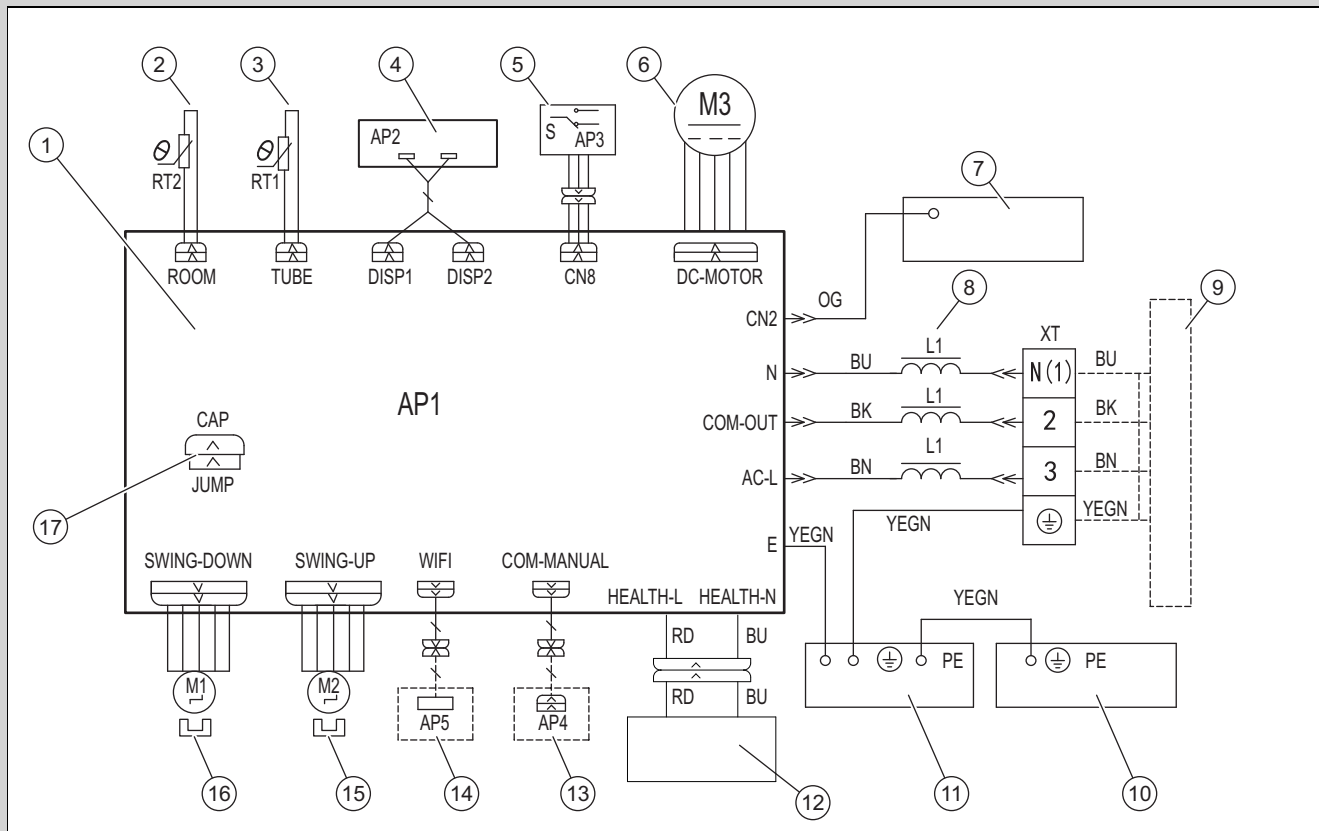 2
3
4
5
6
1
7
8
9
AP2
S
AP3
M3
RT2
RT1
ROOM
TUBE
DISP1
DISP2
CN8
DC-MOTOR
CN2
OG
XT
N
BU
L1
N(1)
BU
COM-OUT
BK
L1
2
BK
AC-L
BN
L1
3
BN
YEGN
YEGN
E
YEGN
AP1
CAP
JUMP
17
SWING-DOWN
SWING-UP
WIFI
COM-MANUAL
HEALTH-L
HEALTH-N
RD
BU
RD
BU
YEGN
PE
PE
M1
M2
AP5
AP4
16
15
14
13
12
11
10